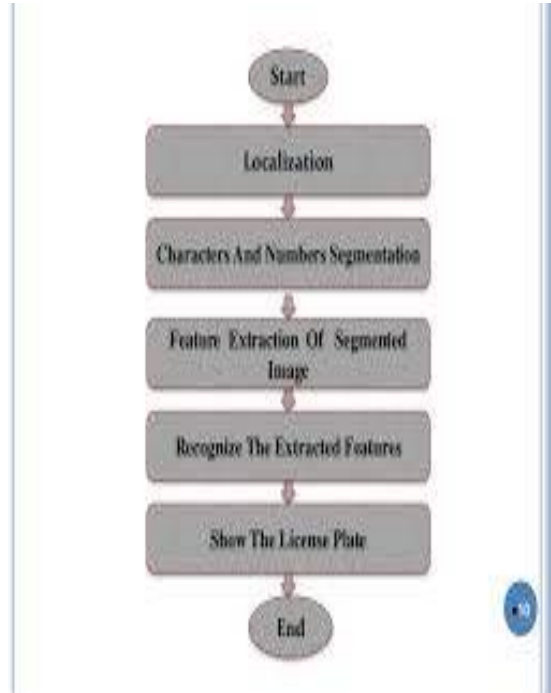 Start
Localization
Characters And Numbers Segmentation
Feature Extraction Of Segmented
Image
Recognize The Extracted Features
Show The License Plate
End